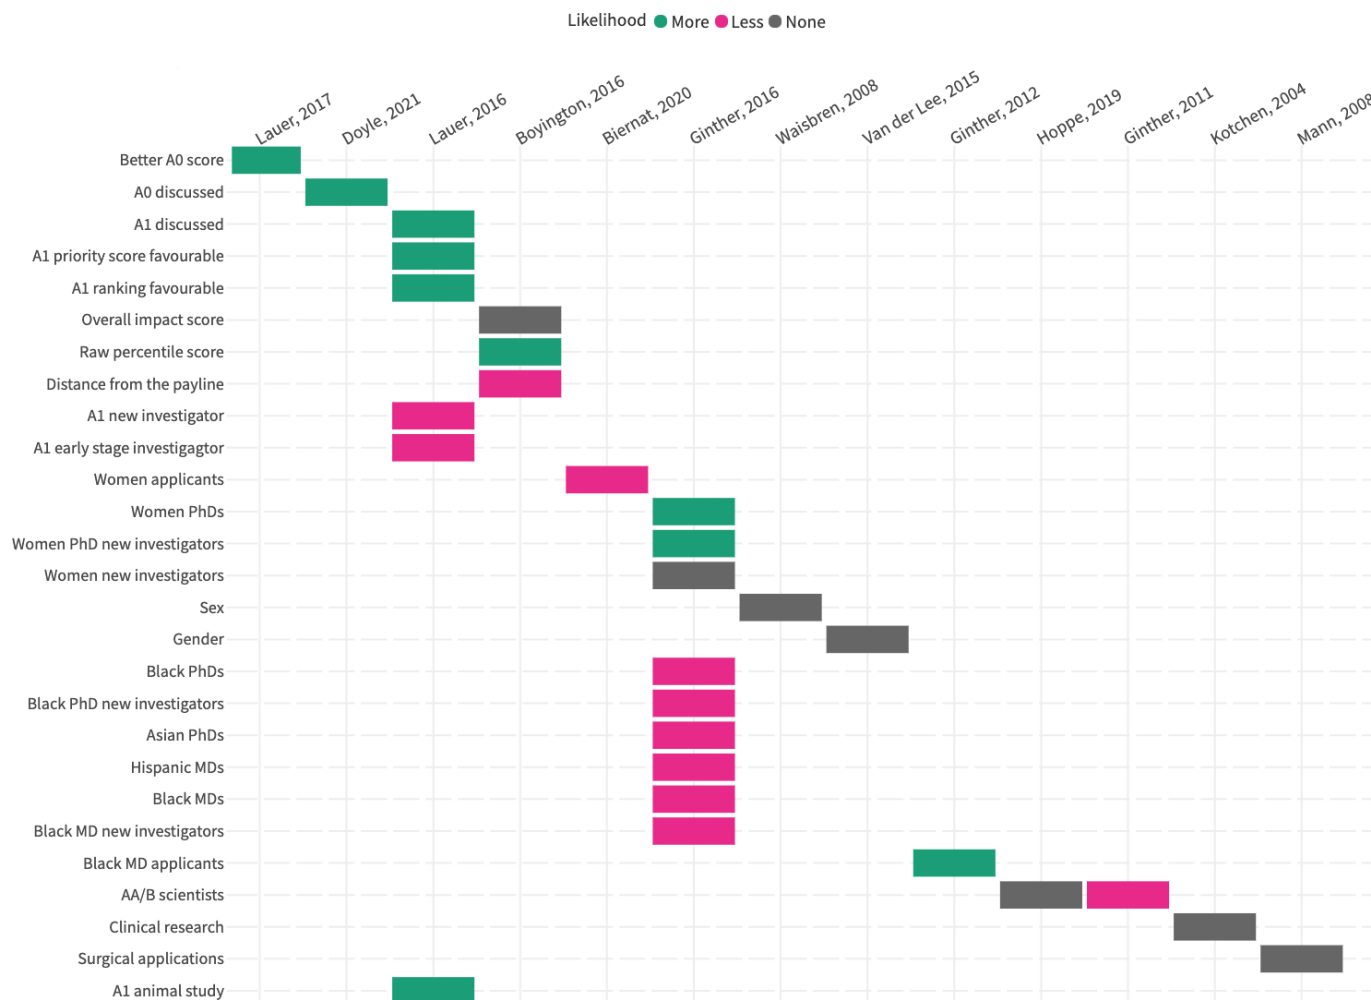 Likelihood More Less None
Lauer, 2017
Doyle, 2021
Lauer, 2016
Boyington, 2016
Biernat, 2020
Ginther, 2016
Waisbren, 2008
Van der Lee, 2015
Ginther, 2012
Hoppe, 2019
Ginther, 2011
Kotchen, 2004
Mann, 2008
Better A0 score
A0 discussed
A1 discussed
A1 priority score favourable
A1 ranking favourable
Overall impact score
Raw percentile score
Distance from the payline
A1 new investigator
A1 early stage investigagtor
Women applicants
Women PhDs
Women PhD new investigators
Women new investigators
Sex
Gender
Black PhDs
Black PhD new investigators
Asian PhDs
Hispanic MDs
Black MDs
Black MD new investigators
Black MD applicants
AA/B scientists
Clinical research
Surgical applications
A1 animal study